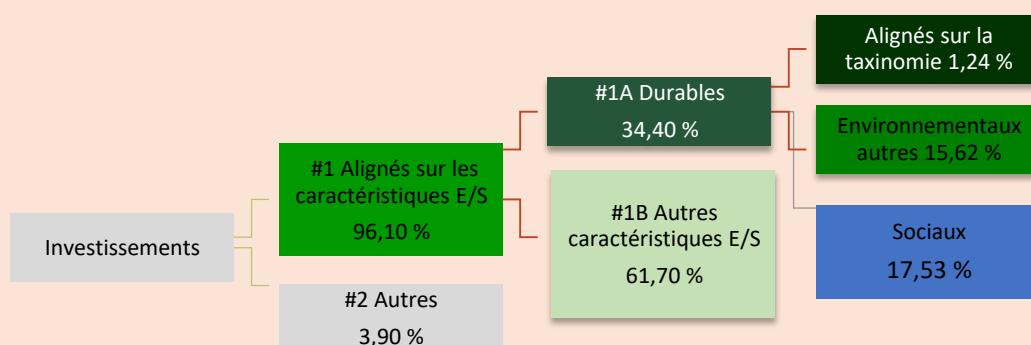 Investissements
#1 Alignés sur les
caractéristiques E/S
96,10 %
#2 Autres
3,90 %
#1A Durables
34,40 %
#1B Autres
caractéristiques E/S
61,70 %
Alignés sur la
taxinomie 1,24 %
Environnementaux
autres 15,62 %
Sociaux
17,53 %